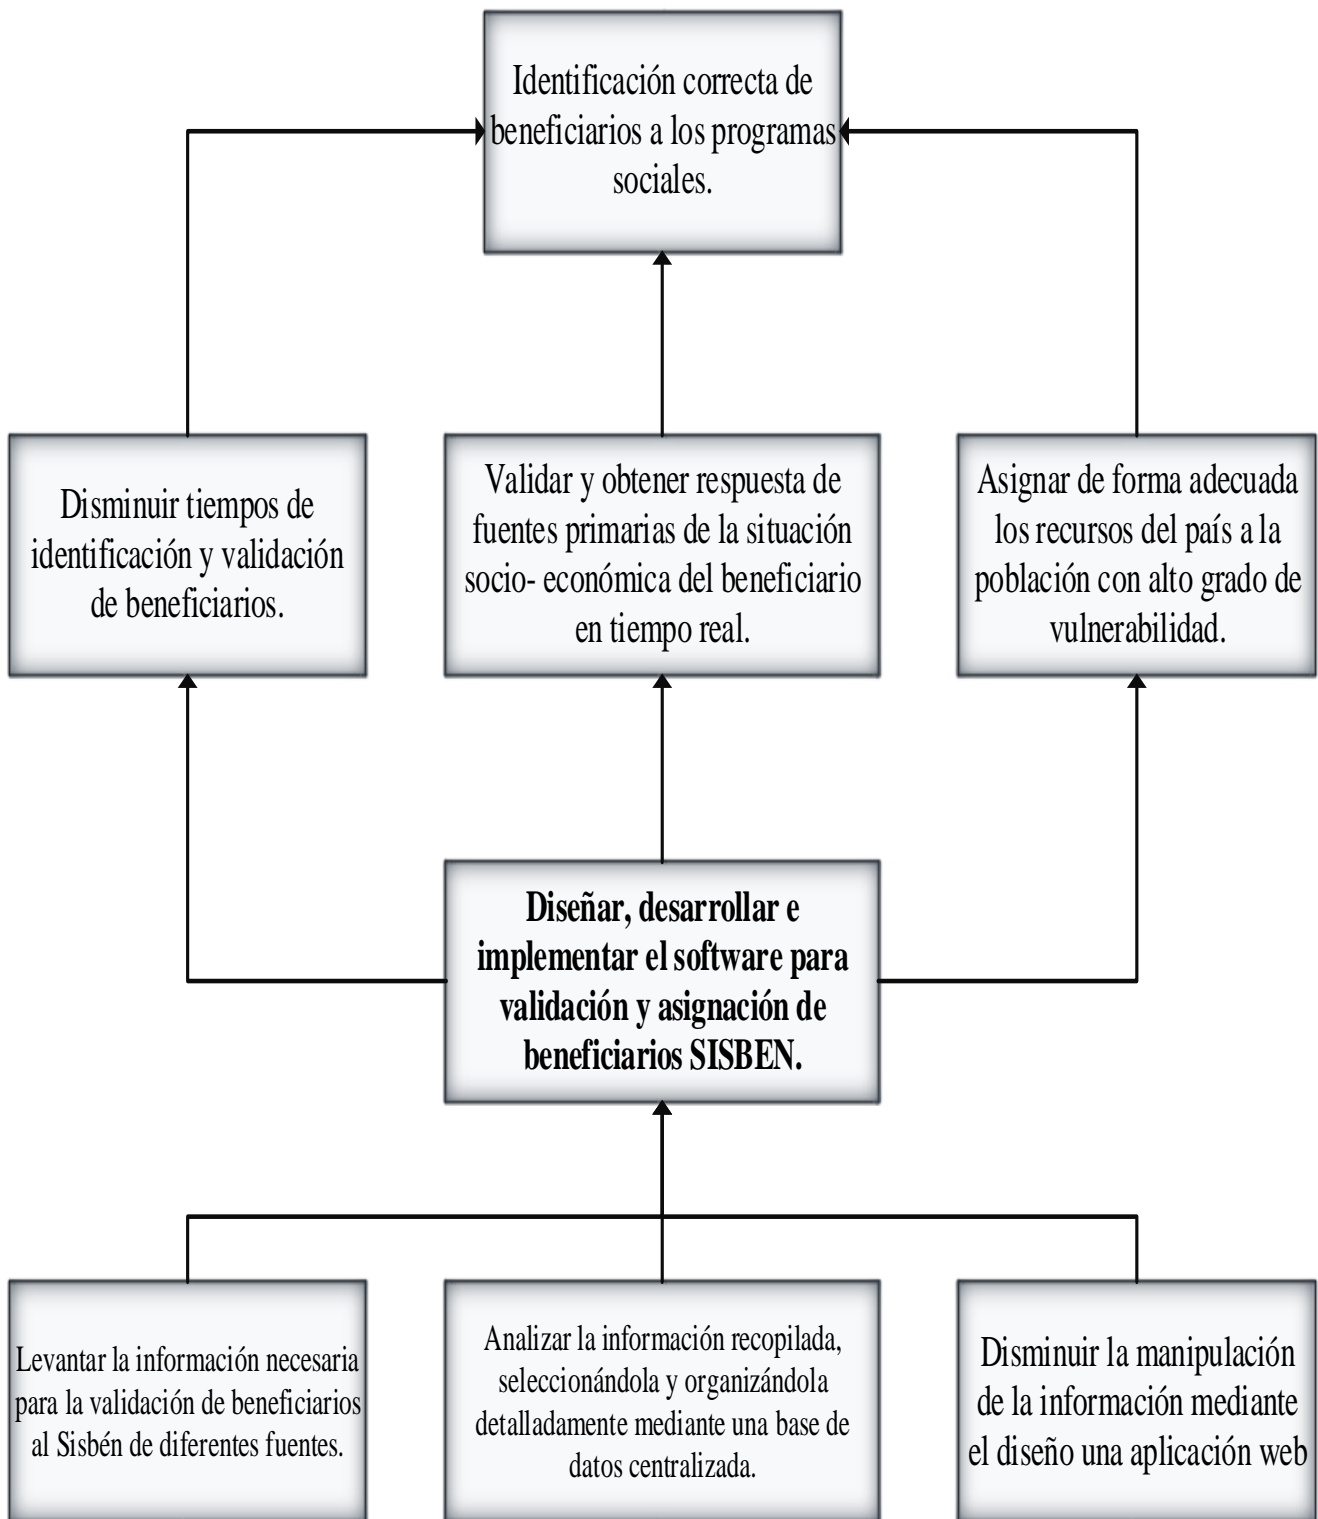 Identificación correcta de
beneficiarios a los programas
sociales.
Disminuir tiempos de
identificación y validación
de beneficiarios.
Validar y obtener respuesta de
fuentes primarias de la situación
socio- económica del beneficiario
en tiempo real.
Asignar de forma adecuada
los recursos del país a la
población con alto grado de
vulnerabilidad.
Diseñar, desarrollar e
implementar el software para
validación y asignación de
beneficiarios SISBEN.
Levantar la información necesaria
para la validación de beneficiarios
al Sisbén de diferentes fuentes.
Analizar la información recopilada,
seleccionándola y organizándola
detalladamente mediante una base de
datos centralizada.
Disminuir la manipulación
de la información mediante
el diseño una aplicación web